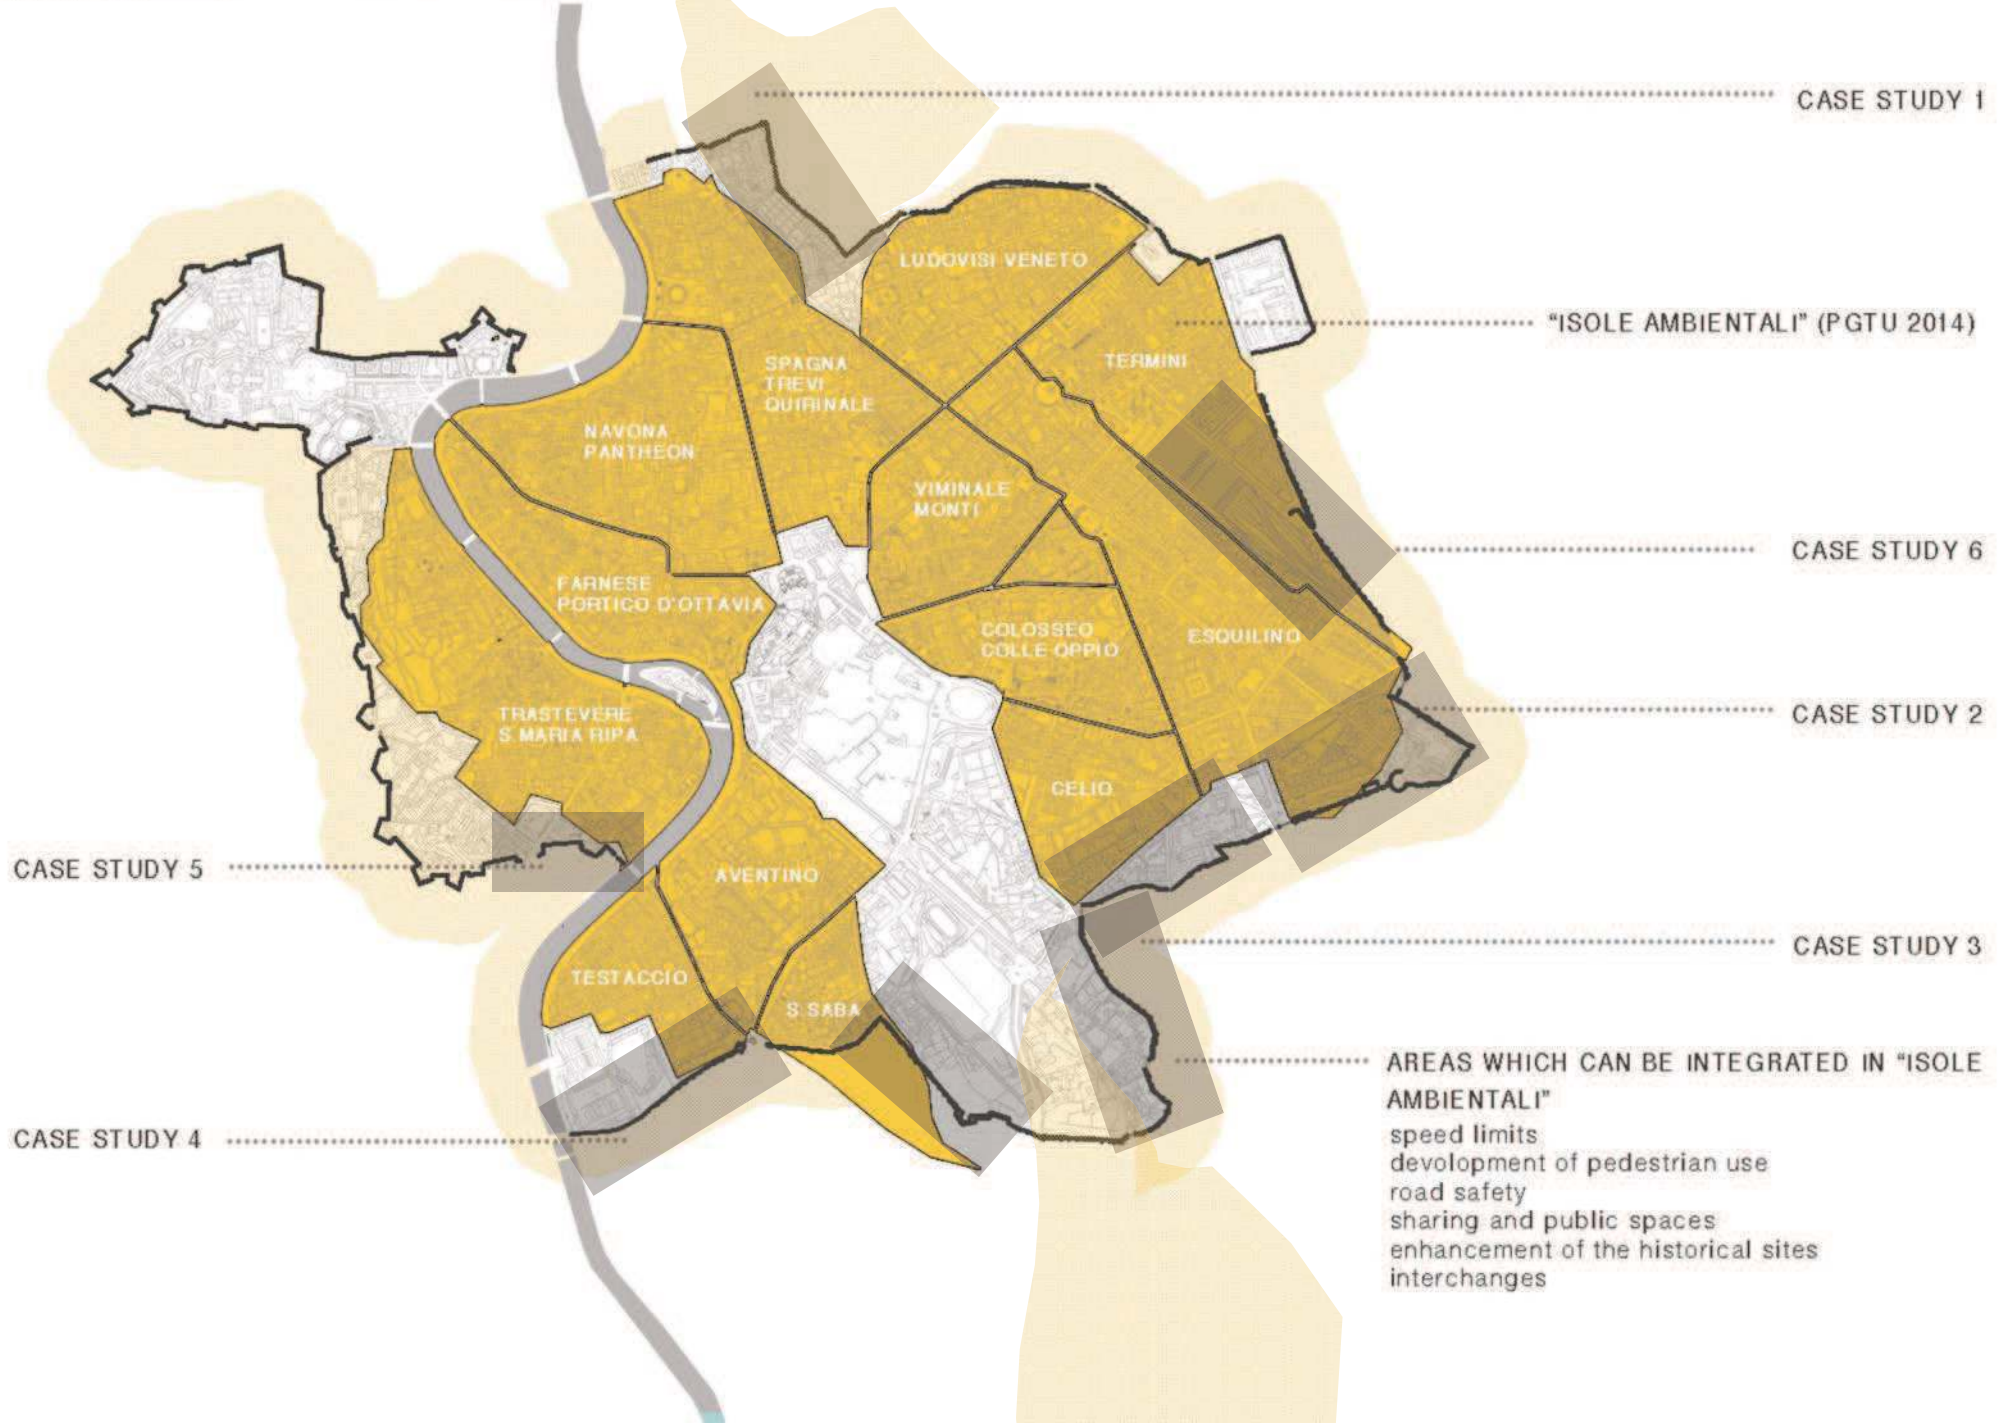 CASE STUDY 1
LUDOVISI VENETO
"ISOLE AMBIENTALI" (PGTU 2014)
TERMINI
SPAGNA
TREVI
QUIRINALE
NAVONA
PANTHEON
VIMINALE
MONTI
CASE STUDY 6
FARNESE
PORTICO D'OTTAVIA
COLOSSEO
COLLE OPPIO
ESQUILINO
TRASTEVERE
S MARIA RIPA
CASE STUDY 2
CELIO
CASE STUDY 5
AVENTINO
CASE STUDY 3
TESTACCIO
S. SABA
AREAS WHICH CAN BE INTEGRATED IN "ISOLE
AMBIENTALI"
speed limits
devolopment of pedestrian use
road safety
sharing and public spaces
enhancement of the historical sites
interchanges
CASE STUDY 4